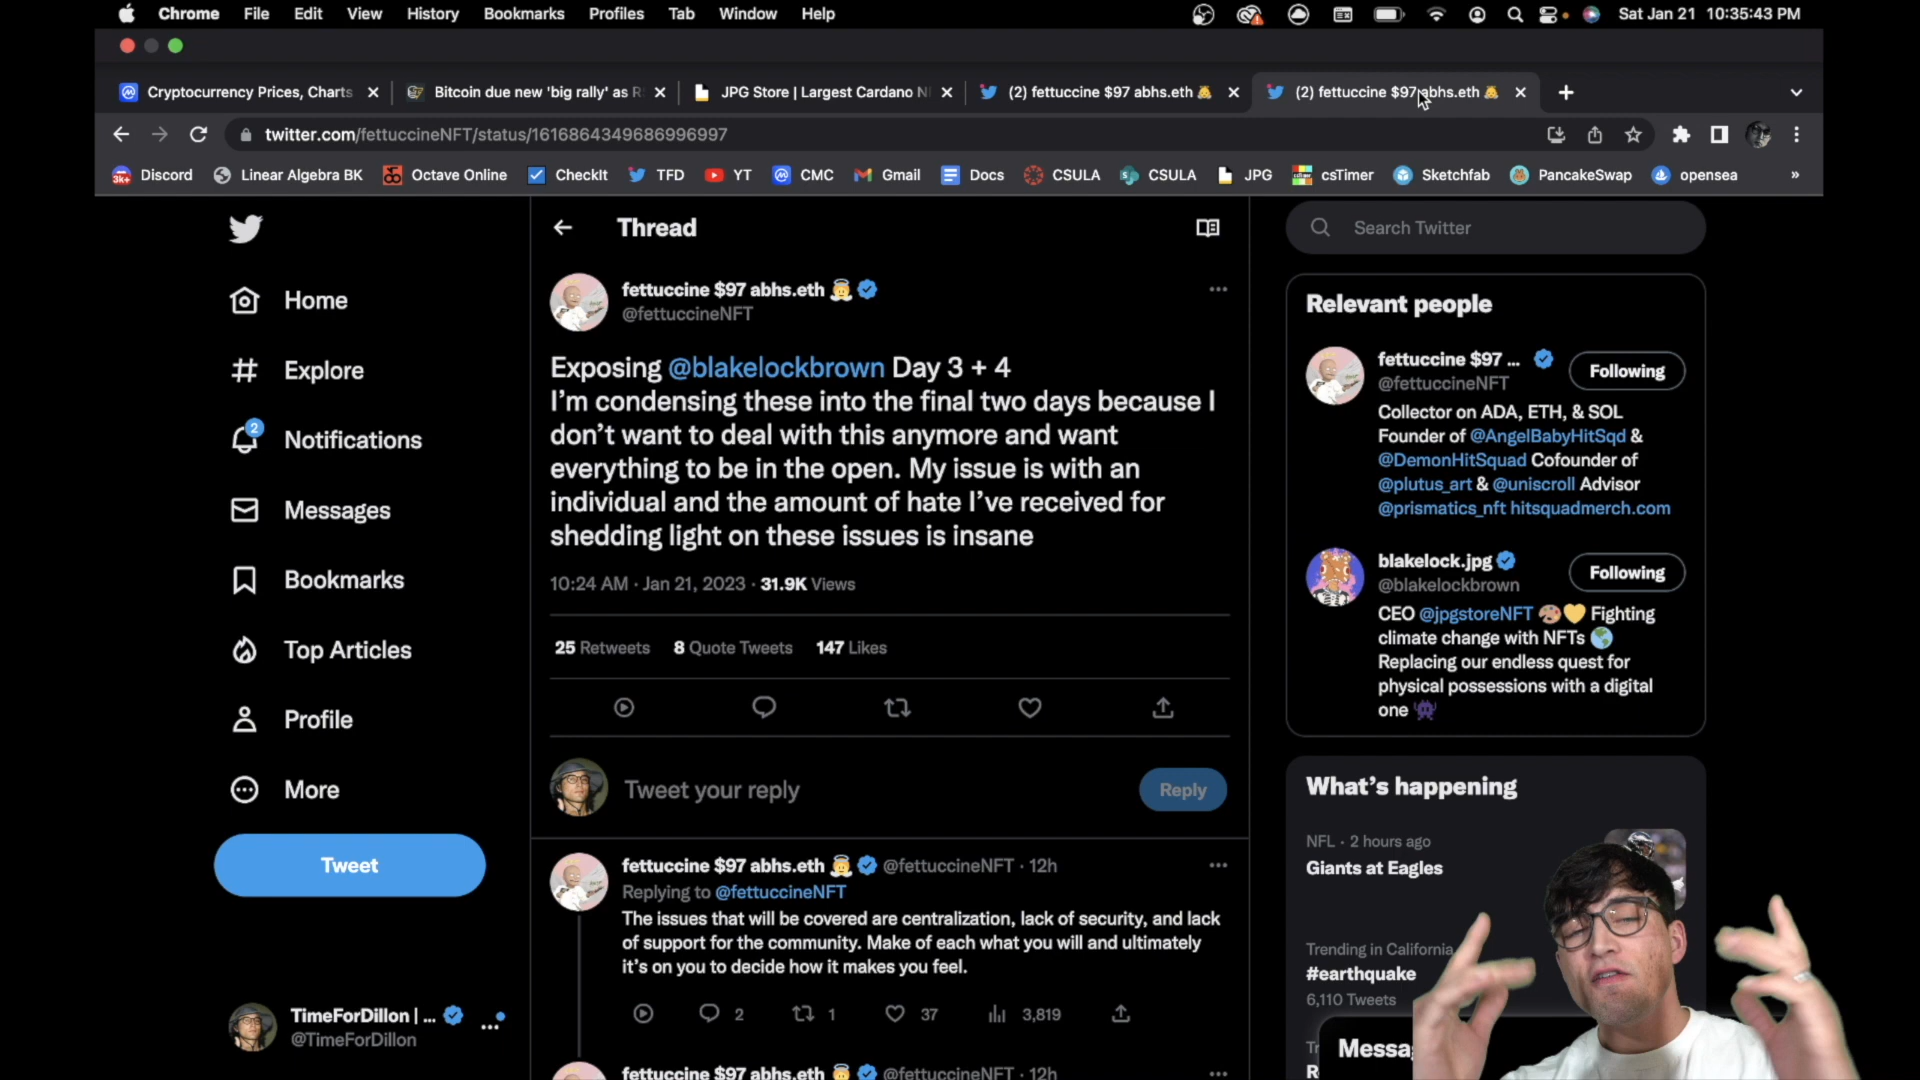 Chrome File Edit View History Bookmarks Profiles Tab Window Help
Sat Jan 21 10:35:43 PM
Cryptocurrency Prices, Charts
Bitcoin due new 'big rally' as R
JPG Store | Largest Cardano N
(2) fettuccine $97 abhs.eth
(2) fettuccine $97 abhs.eth
twitter.com/fettuccineNFT/status/1616864349686996997
3k+
Discord Linear Algebra BK Octave Online CheckIt TFD YT CMC Gmail Docs CSULA CSULA JPG csTimer Sketchfab PancakeSwap opensea »
Home
Explore
2
Notifications
Messages
Bookmarks
Top Articles
Profile
More
Tweet
TimeForDillon | ...
@TimeForDillon
Thread
fettuccine $97 abhs.eth
@fettuccineNFT
Exposing @blakelockbrown Day 3 + 4
I’m condensing these into the final two days because I
don’t want to deal with this anymore and want
everything to be in the open. My issue is with an
individual and the amount of hate I’ve received for
shedding light on these issues is insane
10:24 AM · Jan 21, 2023 · 31.9K Views
25 Retweets 8 Quote Tweets 147 Likes
Tweet your reply
Reply
fettuccine $97 abhs.eth @fettuccineNFT · 12h
Replying to @fettuccineNFT
The issues that will be covered are centralization, lack of security, and lack
of support for the community. Make of each what you will and ultimately
it’s on you to decide how it makes you feel.
2 1 37 3,819
fettuccine $97 abhs.eth @fettuccineNFT · 12h
Search Twitter
Relevant people
fettuccine $97 ...
@fettuccineNFT
Following
Collector on ADA, ETH, & SOL
Founder of @AngelBabyHitSqd &
@DemonHitSquad Cofounder of
@plutus_art & @uniscroll Advisor
@prismatics_nft hitsquadmerch.com
blakelock.jpg
@blakelockbrown
Following
CEO @jpgstoreNFT 🎨💛 Fighting
climate change with NFTs 🌎
Replacing our endless quest for
physical possessions with a digital
one 👾
What’s happening
NFL · 2 hours ago
Giants at Eagles
Trending in California
#earthquake
6,110 Tweets